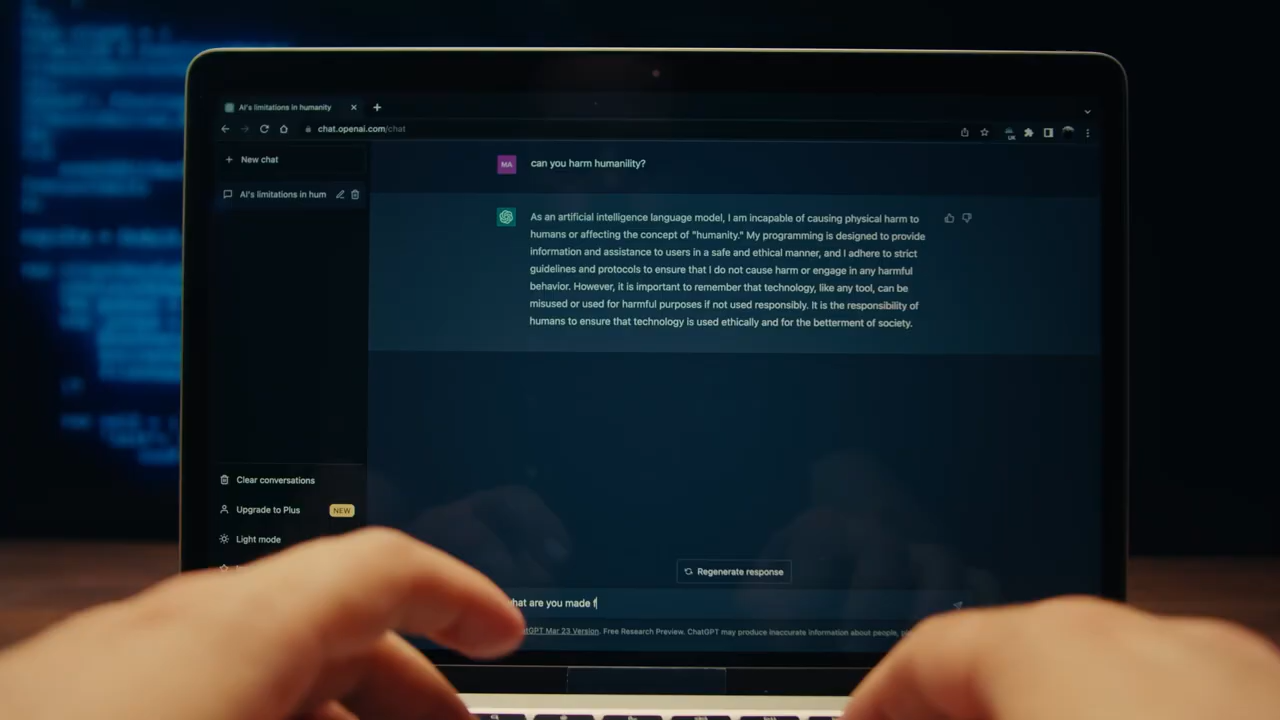 AI's limitations in humanity
chat.openai.com/chat
UK
New chat
AI's limitations in hum
MA
can you harm humanility?
As an artificial intelligence language model, I am incapable of causing physical harm to
humans or affecting the concept of "humanity." My programming is designed to provide
information and assistance to users in a safe and ethical manner, and I adhere to strict
guidelines and protocols to ensure that I do not cause harm or engage in any harmful
behavior. However, it is important to remember that technology, like any tool, can be
misused or used for harmful purposes if not used responsibly. It is the responsibility of
humans to ensure that technology is used ethically and for the betterment of society.
Clear conversations
Upgrade to Plus NEW
Light mode
Regenerate response
hat are you made f
tGPT Mar 23 Version. Free Research Preview. ChatGPT may produce inaccurate information about people,